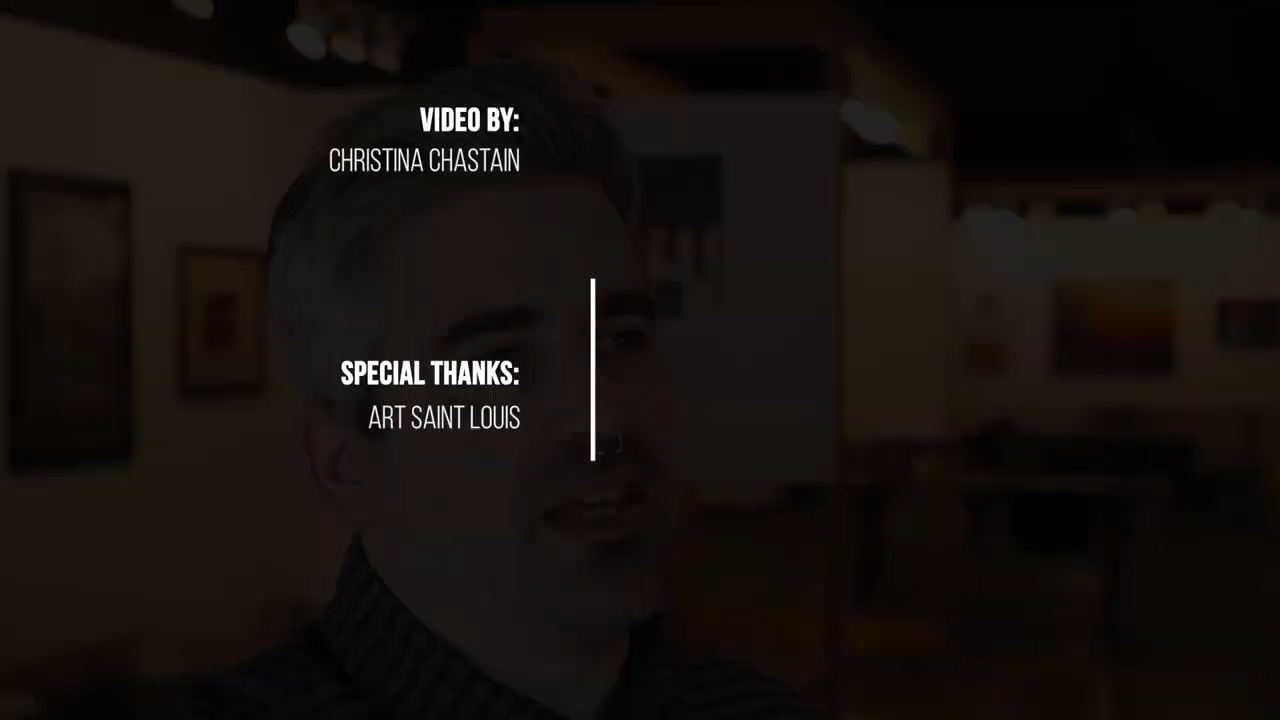 VIDEO BY:
CHRISTINA CHASTAIN
SPECIAL THANKS:
ART SAINT LOUIS